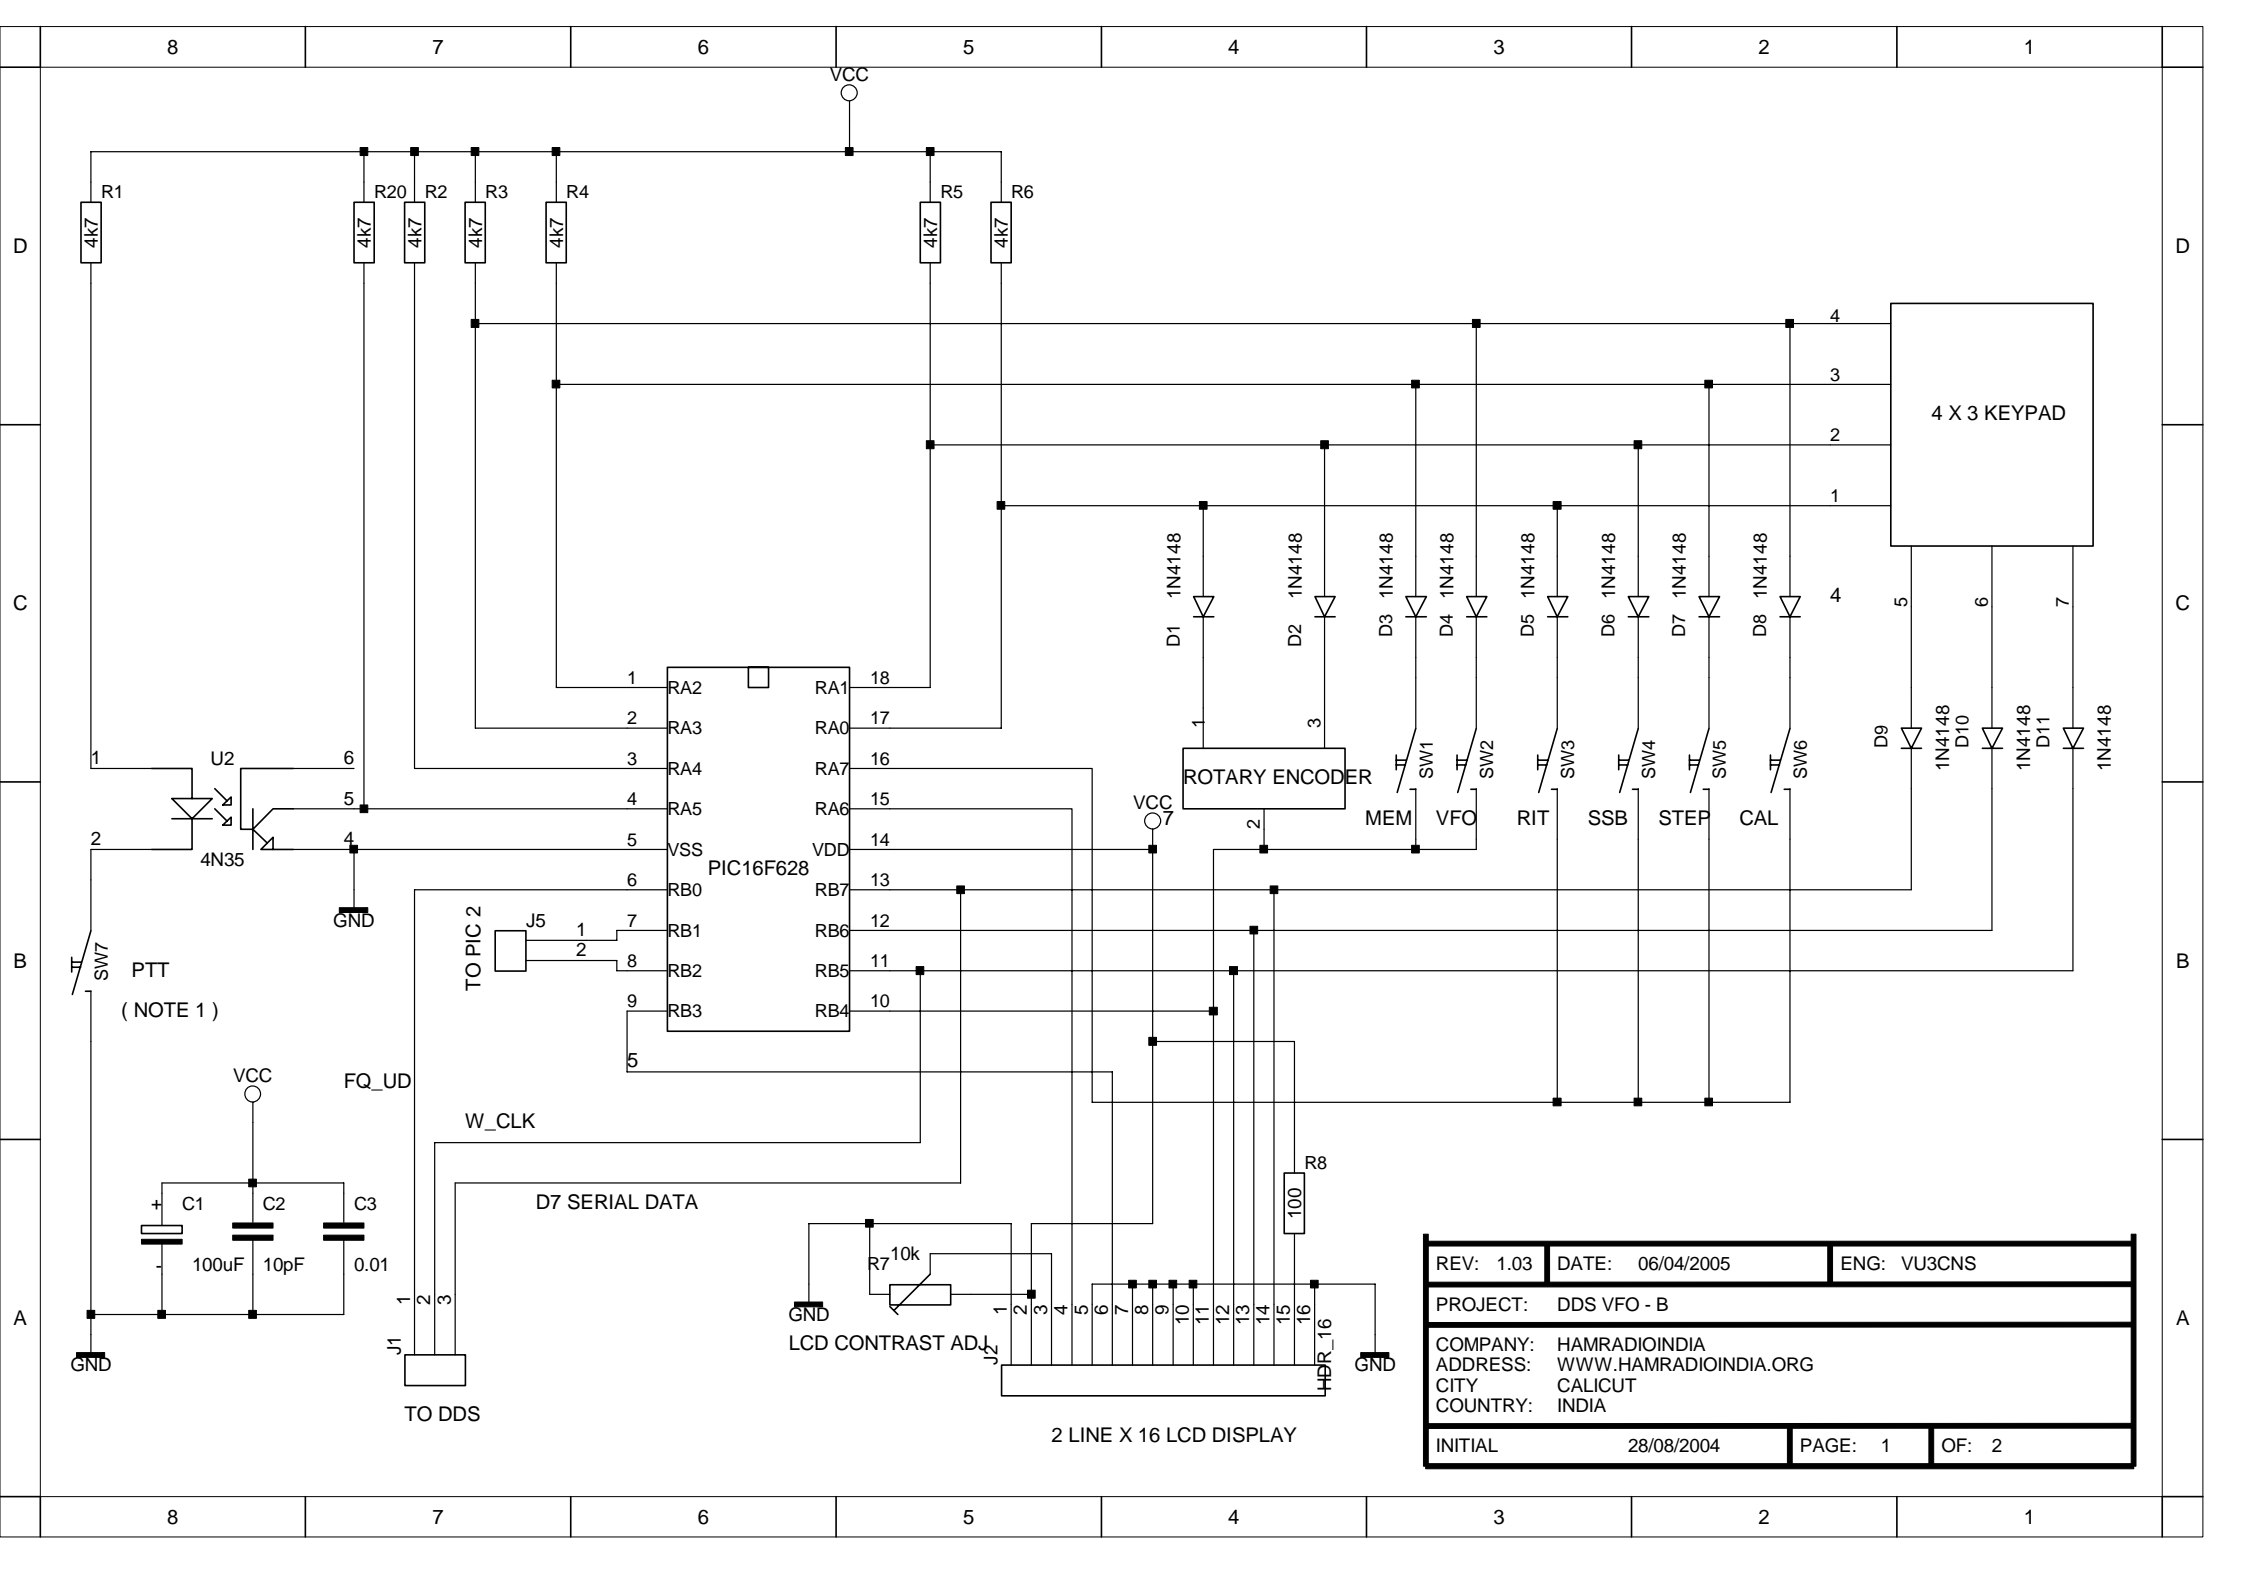 8 7 6 5 4 3 2 1
VCC
R1 R20 R2 R3 R4 R5 R6
4k7 4k7 4k7 4k7 4k7 4k7 4k7
D D
4
3
4 X 3 KEYPAD
2
1
1N4148 1N4148 1N4148 1N4148 1N4148 1N4148 1N4148 1N4148
C 4 5 6 7 C
D1 D2 D3 D4 D5 D6 D7 D8
1 RA2 RA1 18
2 RA3 RA0 17
1 3
D9 1N4148 D10 1N4148 D11 1N4148
SW1 SW2 SW3 SW4 SW5 SW6
1 U2 6 3 RA4 RA7 16
ROTARY ENCODER
5 4 RA5 RA6 15
VCC
7
2
MEM VFO RIT SSB STEP CAL
2 4 5 VSS VDD 14
4N35
PIC16F628
6 RB0 RB7 13
GND
TO PIC 2
J5
1 7 RB1 RB6 12
2
B SW7 PTT 8 RB2 RB5 11 B
( NOTE 1 )
9 RB3 RB4 10
5
VCC
FQ_UD
W_CLK
R8
100
+ C1 C2 C3
D7 SERIAL DATA
- 100uF 10pF 0.01
10k
R7
REV: 1.03 DATE: 06/04/2005 ENG: VU3CNS
1 2 3
1 2 3 4 5 6 7 8 9 10 11 12 13 14 15 16
GND
PROJECT: DDS VFO - B
A A
LCD CONTRAST ADJ
J1
J2
HDR_16
GND
GND
COMPANY: HAMRADIOINDIA
ADDRESS: WWW.HAMRADIOINDIA.ORG
CITY CALICUT
COUNTRY: INDIA
TO DDS
2 LINE X 16 LCD DISPLAY
INITIAL 28/08/2004 PAGE: 1 OF: 2
8 7 6 5 4 3 2 1